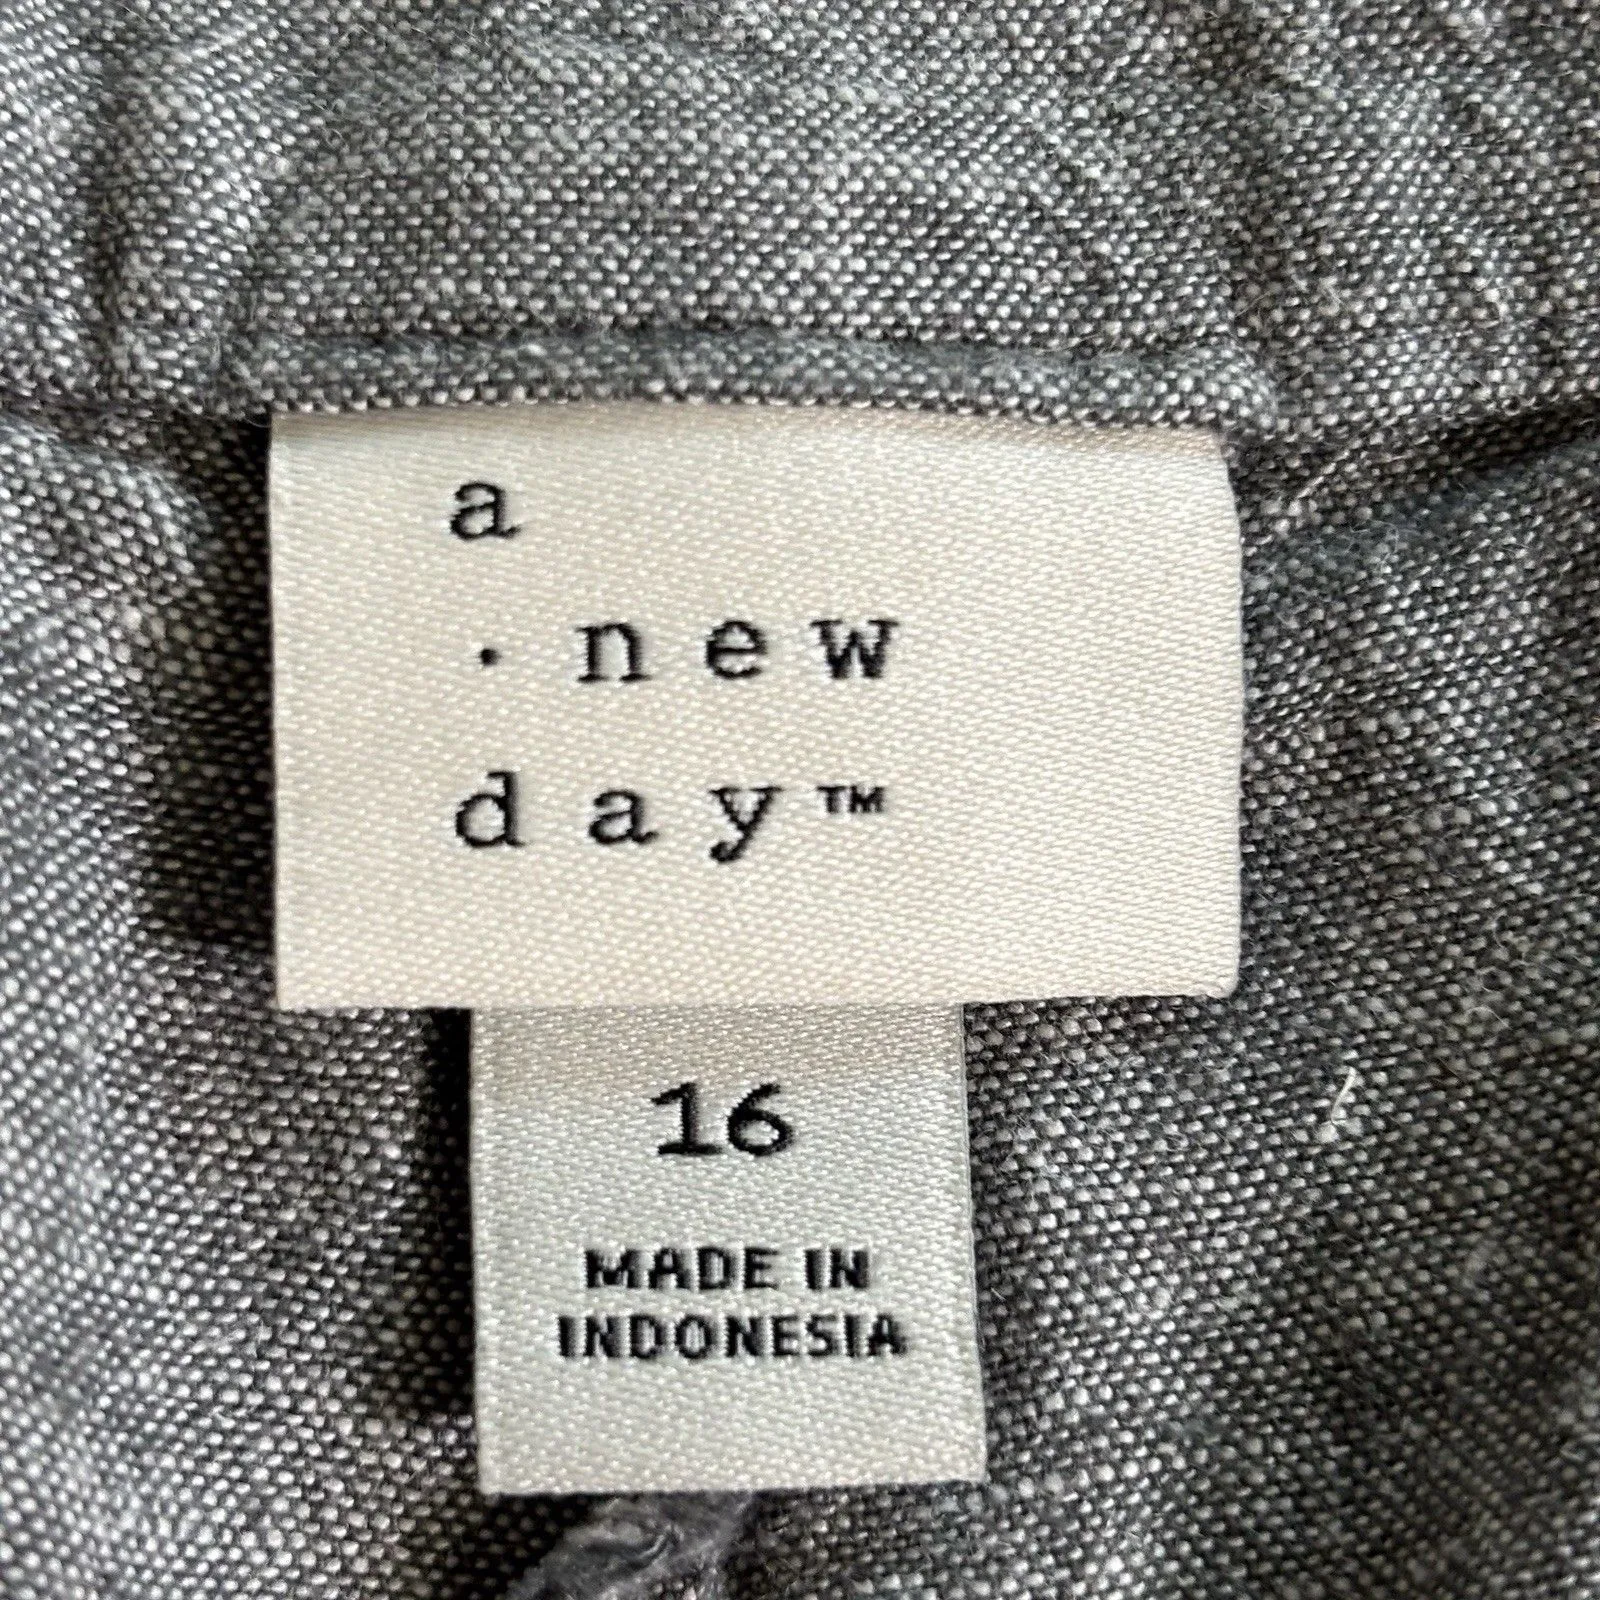 a
· new
day™
16
MADE IN
INDONESIA